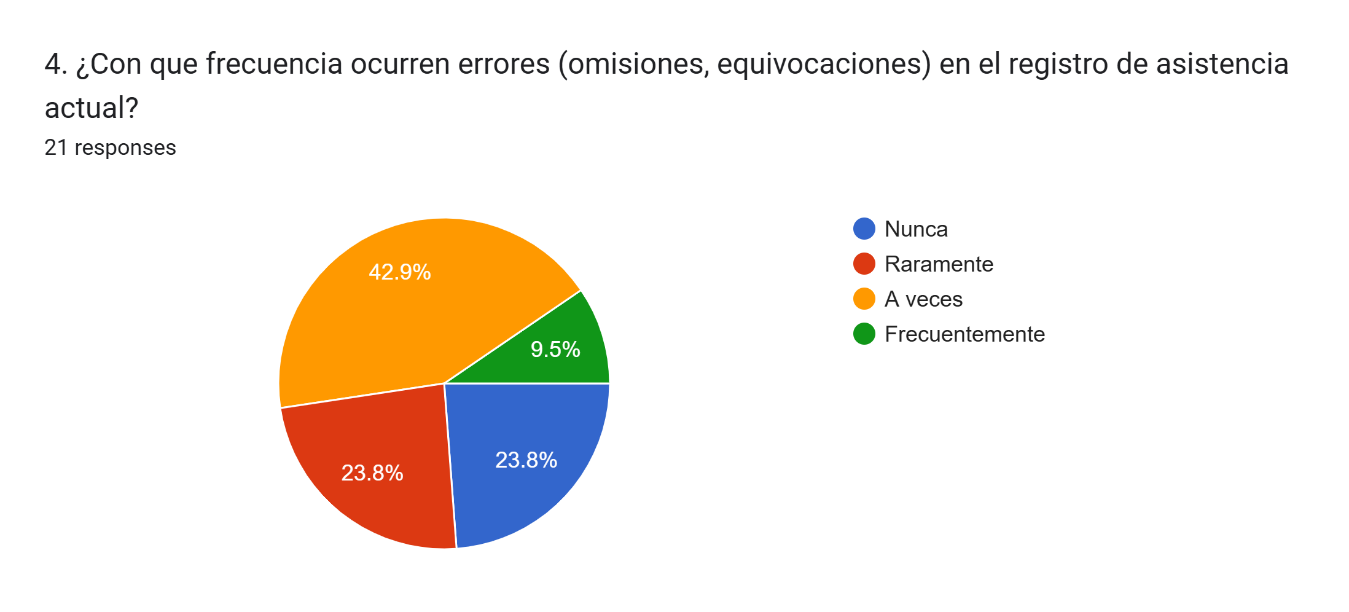 4. ¿Con que frecuencia ocurren errores (omisiones, equivocaciones) en el registro de asistencia
actual?
21 responses
42.9%
9.5%
23.8%
23.8%
Nunca
Raramente
A veces
Frecuentemente